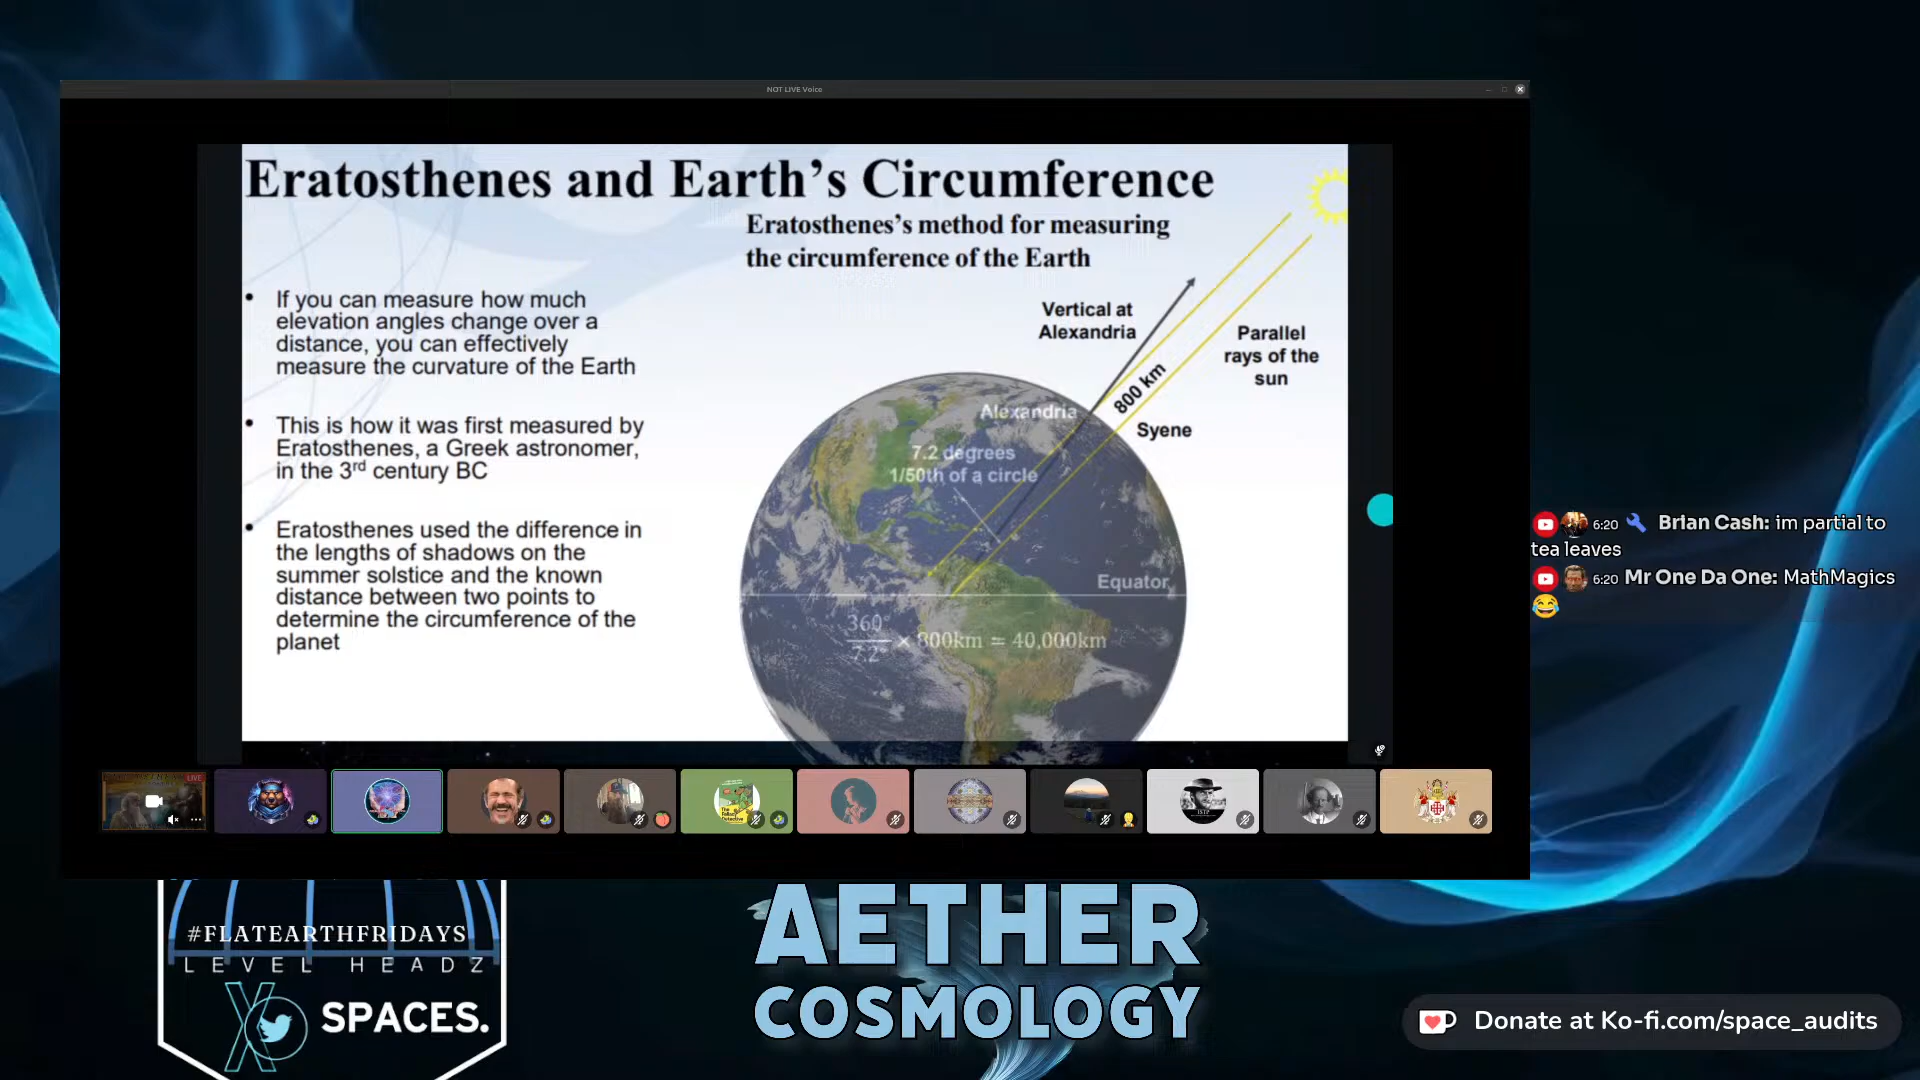 NOT LIVE Voice
Eratosthenes and Earth's Circumference
Eratosthenes's method for measuring
the circumference of the Earth
• If you can measure how much
elevation angles change over a
distance, you can effectively
measure the curvature of the Earth
• This is how it was first measured by
Eratosthenes, a Greek astronomer,
in the 3rd century BC
• Eratosthenes used the difference in
the lengths of shadows on the
summer solstice and the known
distance between two points to
determine the circumference of the
planet
Vertical at
Alexandria
Parallel
rays of the
sun
800 km
Alexandria
Syene
7.2 degrees
1/50th of a circle
Equator
360°
7.2°
× 800km = 40,000km
6:20 Brian Cash: im partial to
tea leaves
6:20 Mr One Da One: MathMagics
😂
LIVE
#FLATEARTHFRIDAYS
LEVEL HEADZ
X SPACES.
AETHER
COSMOLOGY
Donate at Ko-fi.com/space_audits